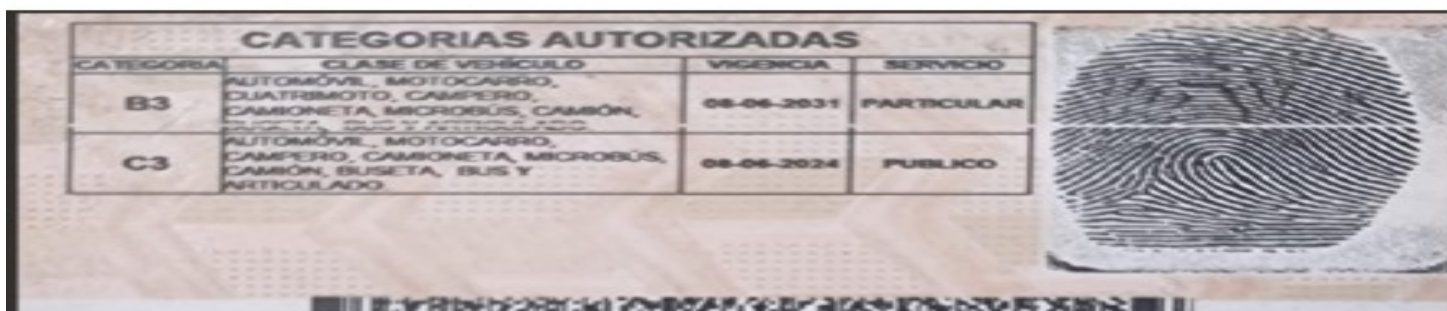 CATEGORIAS AUTORIZADAS
CATEGORIA CLASE DE VEHÍCULO VIGENCIA SERVICIO
B3 AUTOMÓVIL, MOTOCARRO,
CUATRIMOTO, CAMPERO,
CAMIONETA, MICROBÚS, CAMIÓN,
08-06-2031 PARTICULAR
C3 AUTOMÓVIL, MOTOCARRO,
CAMPERO, CAMIONETA, MICROBÚS,
CAMIÓN, BUSETA, BUS Y
ARTICULADO.
08-06-2024 PUBLICO